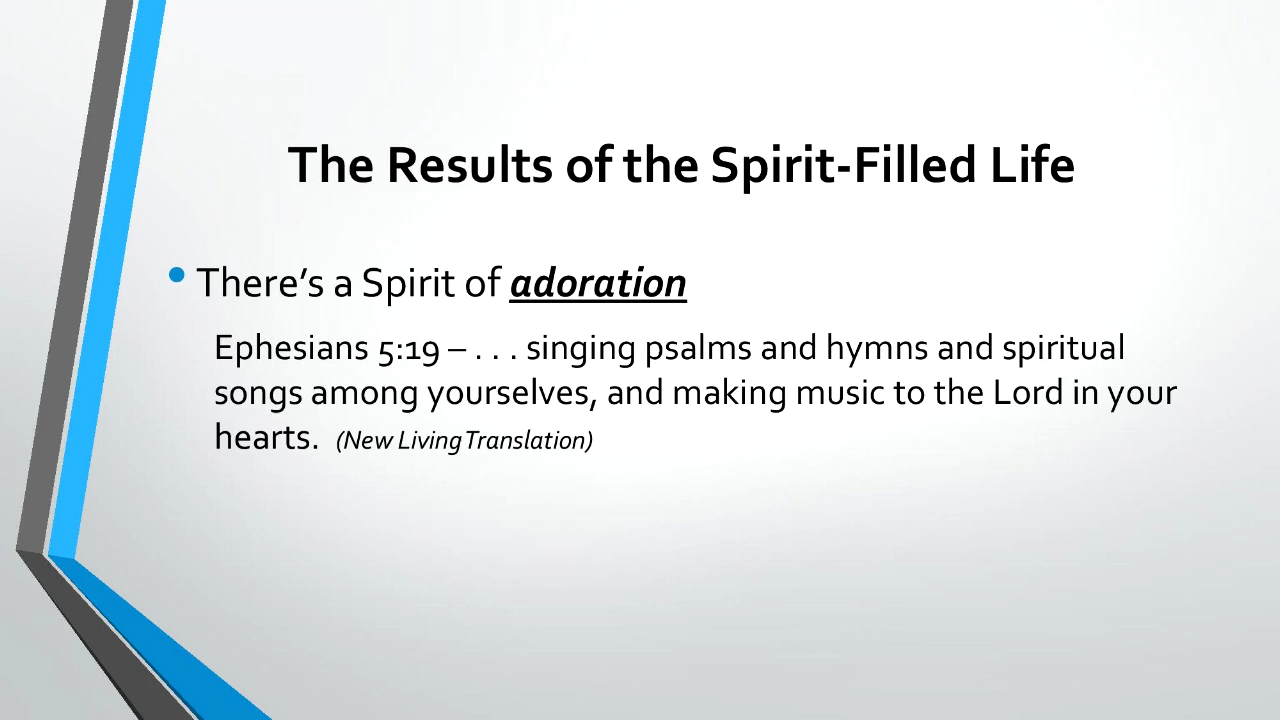 The Results of the Spirit-Filled Life
• There’s a Spirit of adoration
Ephesians 5:19 – . . . singing psalms and hymns and spiritual
songs among yourselves, and making music to the Lord in your
hearts. (New Living Translation)